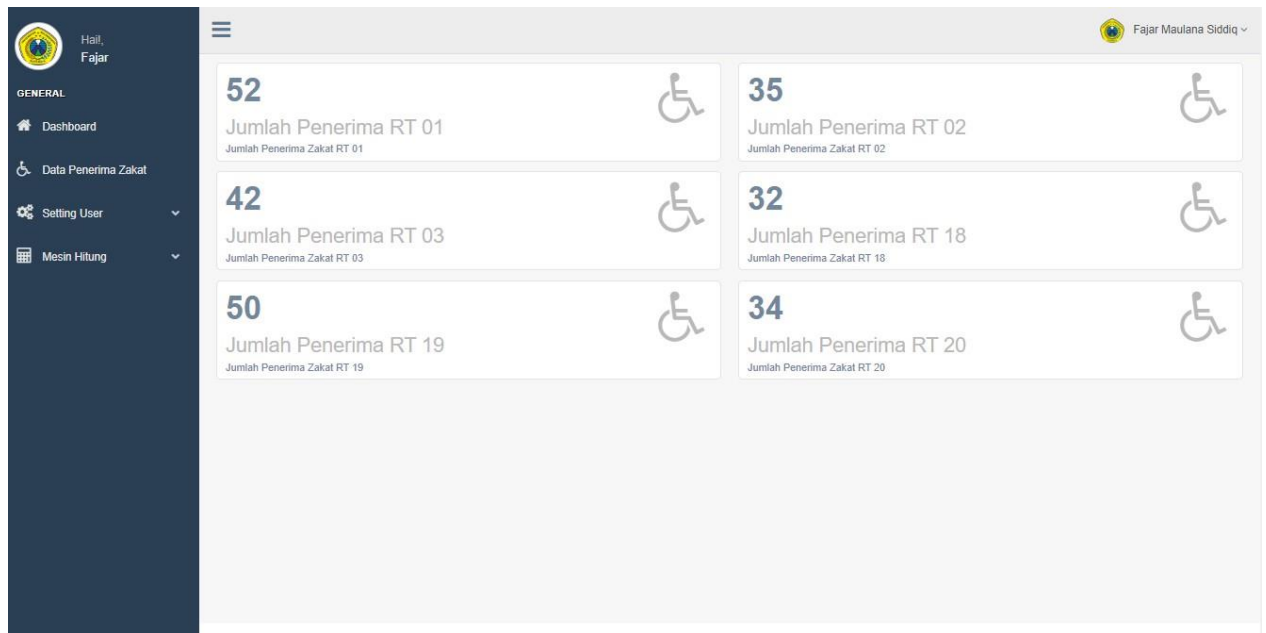 Hail,
Fajar
GENERAL
Dashboard
Data Penerima Zakat
Setting User
Mesin Hitung
Fajar Maulana Siddiq
52
Jumlah Penerima RT 01
Jumlah Penerima Zakat RT 01
35
Jumlah Penerima RT 02
Jumlah Penerima Zakat RT 02
42
Jumlah Penerima RT 03
Jumlah Penerima Zakat RT 03
32
Jumlah Penerima RT 18
Jumlah Penerima Zakat RT 18
50
Jumlah Penerima RT 19
Jumlah Penerima Zakat RT 19
34
Jumlah Penerima RT 20
Jumlah Penerima Zakat RT 20